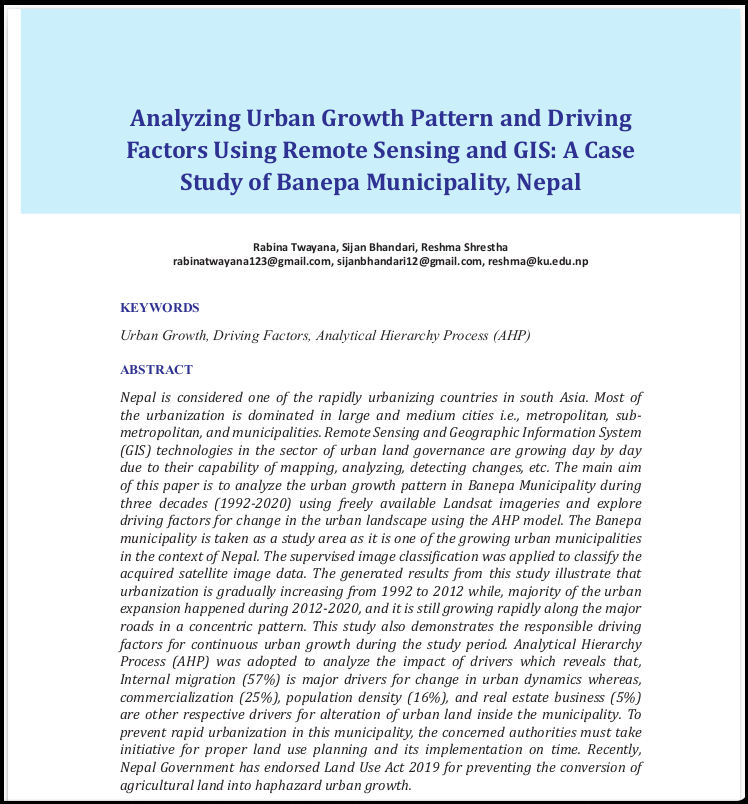 Analyzing Urban Growth Pattern and Driving
Factors Using Remote Sensing and GIS: A Case
Study of Banepa Municipality, Nepal
Rabina Twayana, Sijan Bhandari, Reshma Shrestha
rabinatwayana123@gmail.com, sijanbhandari12@gmail.com, reshma@ku.edu.np
KEYWORDS
Urban Growth, Driving Factors, Analytical Hierarchy Process (AHP)
ABSTRACT
Nepal is considered one of the rapidly urbanizing countries in south Asia. Most of
the urbanization is dominated in large and medium cities i.e., metropolitan, sub-
metropolitan, and municipalities. Remote Sensing and Geographic Information System
(GIS) technologies in the sector of urban land governance are growing day by day
due to their capability of mapping, analyzing, detecting changes, etc. The main aim
of this paper is to analyze the urban growth pattern in Banepa Municipality during
three decades (1992-2020) using freely available Landsat imageries and explore
driving factors for change in the urban landscape using the AHP model. The Banepa
municipality is taken as a study area as it is one of the growing urban municipalities
in the context of Nepal. The supervised image classification was applied to classify the
acquired satellite image data. The generated results from this study illustrate that
urbanization is gradually increasing from 1992 to 2012 while, majority of the urban
expansion happened during 2012-2020, and it is still growing rapidly along the major
roads in a concentric pattern. This study also demonstrates the responsible driving
factors for continuous urban growth during the study period. Analytical Hierarchy
Process (AHP) was adopted to analyze the impact of drivers which reveals that,
Internal migration (57%) is major drivers for change in urban dynamics whereas,
commercialization (25%), population density (16%), and real estate business (5%)
are other respective drivers for alteration of urban land inside the municipality. To
prevent rapid urbanization in this municipality, the concerned authorities must take
initiative for proper land use planning and its implementation on time. Recently,
Nepal Government has endorsed Land Use Act 2019 for preventing the conversion of
agricultural land into haphazard urban growth.